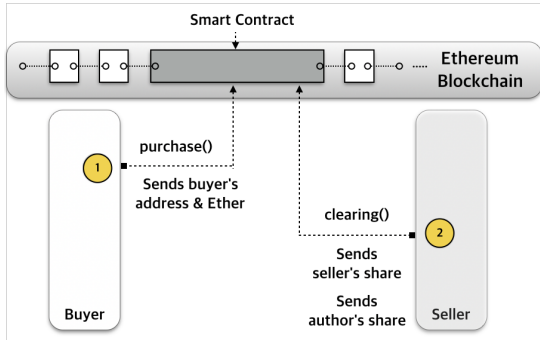 Smart Contract
Ethereum
Blockchain
purchase()
1
Sends buyer's
address & Ether
clearing()
2
Sends
seller's share
Sends
author's share
Buyer
Seller